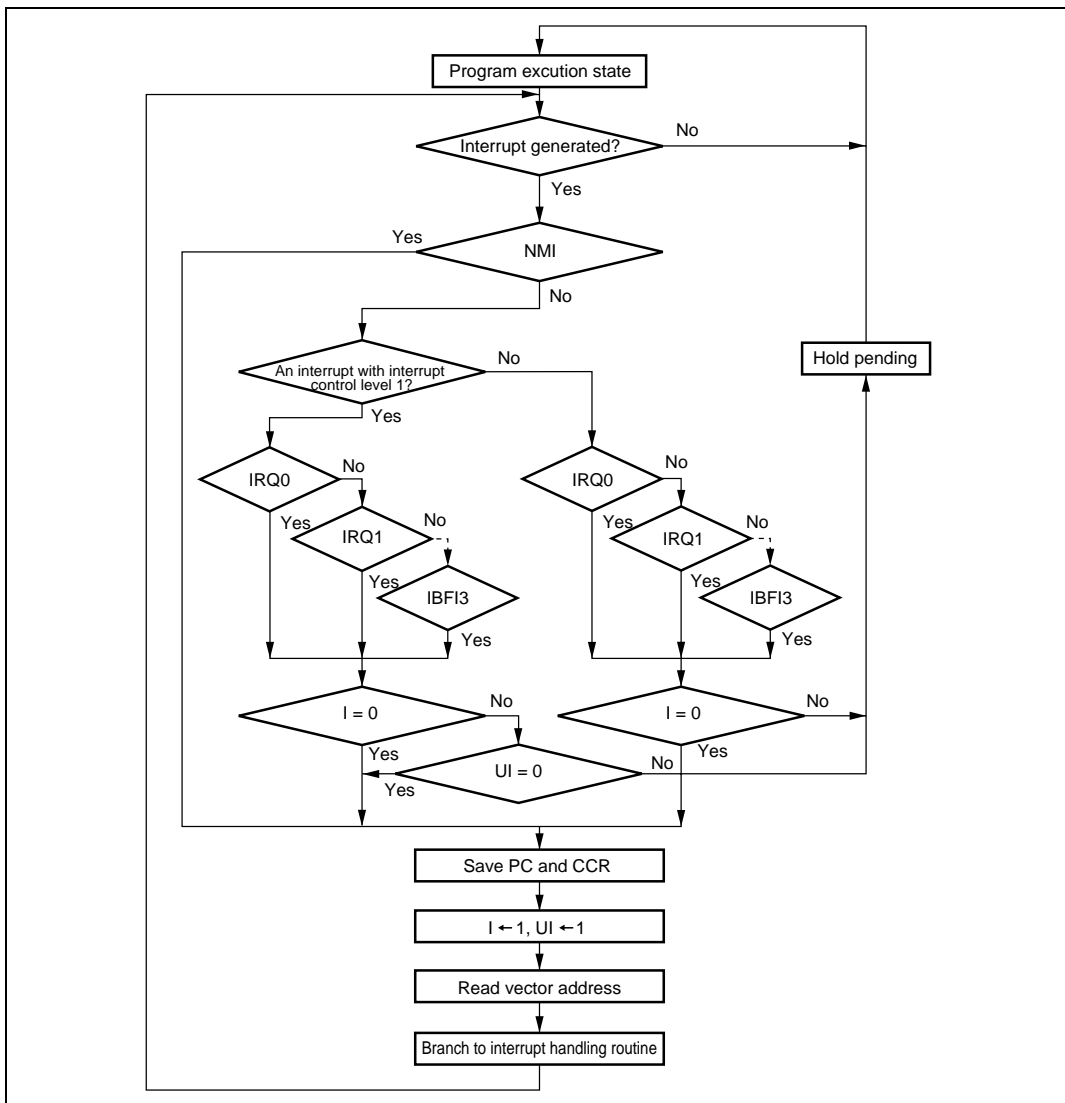 Program excution state
Interrupt generated?
No
Yes
NMI
Yes
No
An interrupt with interrupt
control level 1?
No
Yes
Hold pending
IRQ0
No
Yes
IRQ1
No
Yes
IBFI3
Yes
IRQ0
No
Yes
IRQ1
No
Yes
IBFI3
Yes
I = 0
No
Yes
I = 0
No
Yes
UI = 0
No
Yes
Save PC and CCR
I ← 1, UI ← 1
Read vector address
Branch to interrupt handling routine